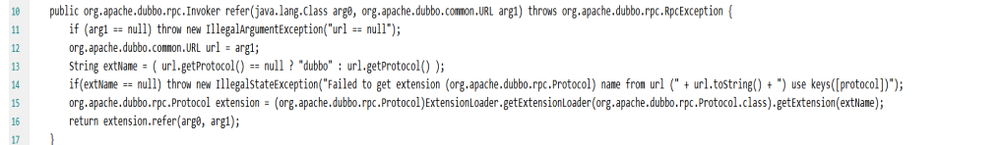 10 public org.apache.dubbo.rpc.Invoker refer(java.lang.Class arg0, org.apache.dubbo.common.URL arg1) throws org.apache.dubbo.rpc.RpcException {
11 if (arg1 == null) throw new IllegalArgumentException("url == null");
12 org.apache.dubbo.common.URL url = arg1;
13 String extName = ( url.getProtocol() == null ? "dubbo" : url.getProtocol() );
14 if(extName == null) throw new IllegalStateException("Failed to get extension (org.apache.dubbo.rpc.Protocol) name from url (" + url.toString() + ") use keys([protocol])");
15 org.apache.dubbo.rpc.Protocol extension = (org.apache.dubbo.rpc.Protocol)ExtensionLoader.getExtensionLoader(org.apache.dubbo.rpc.Protocol.class).getExtension(extName);
16 return extension.refer(arg0, arg1);
17 }